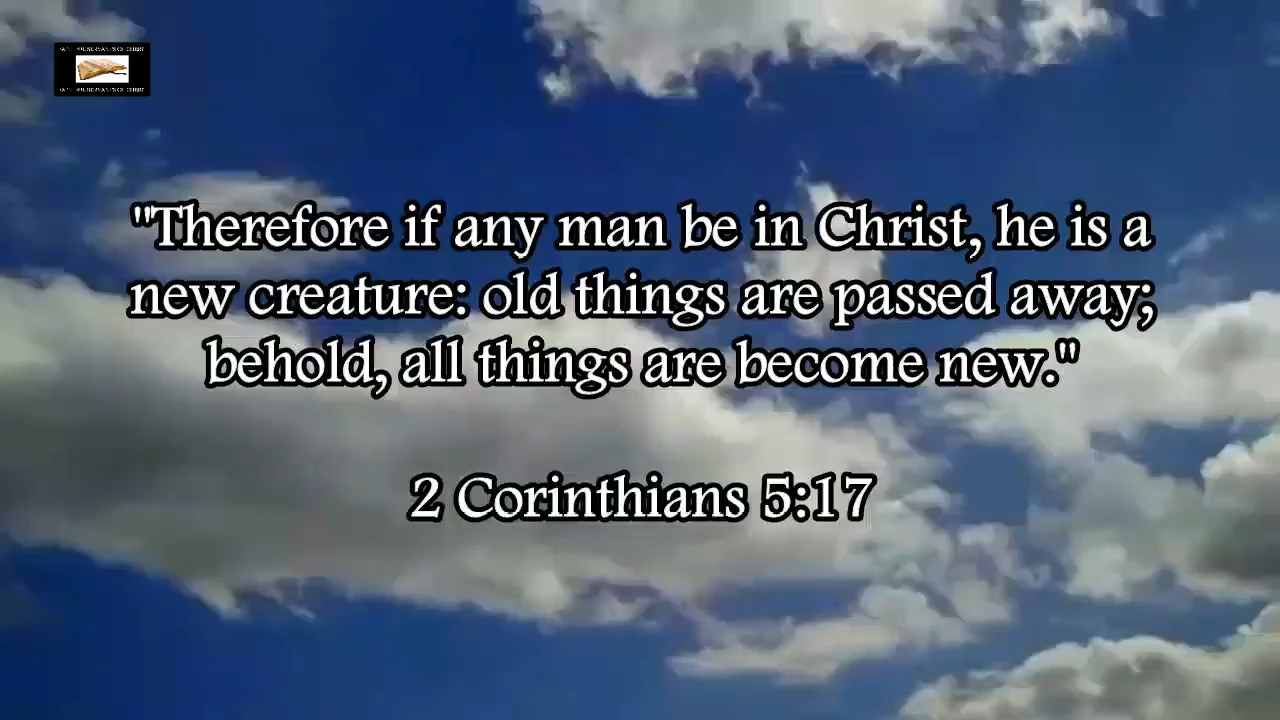 "Therefore if any man be in Christ, he is a
new creature: old things are passed away;
behold, all things are become new."
2 Corinthians 5:17